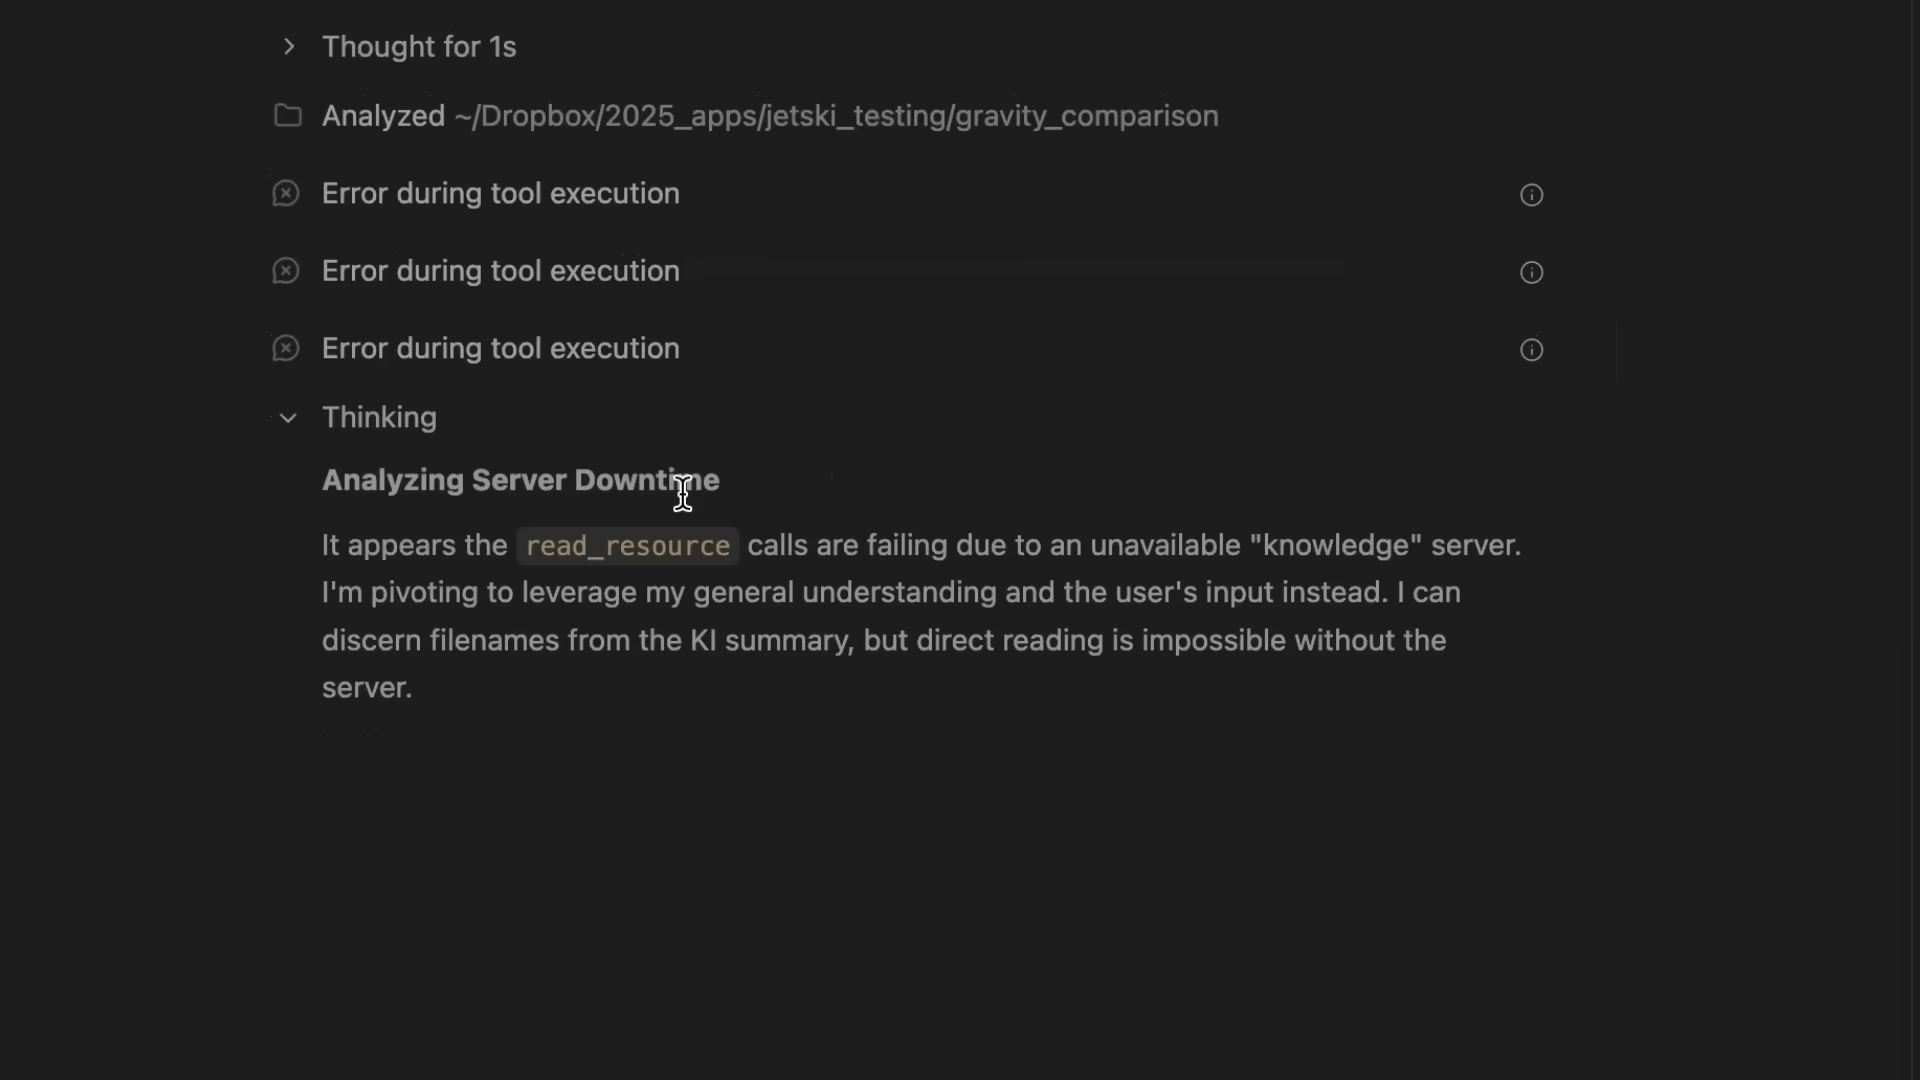 Thought for 1s
Analyzed ~/Dropbox/2025_apps/jetski_testing/gravity_comparison
Error during tool execution
Error during tool execution
Error during tool execution
Thinking
Analyzing Server Downtime
It appears the read_resource calls are failing due to an unavailable "knowledge" server.
I'm pivoting to leverage my general understanding and the user's input instead. I can
discern filenames from the KI summary, but direct reading is impossible without the
server.